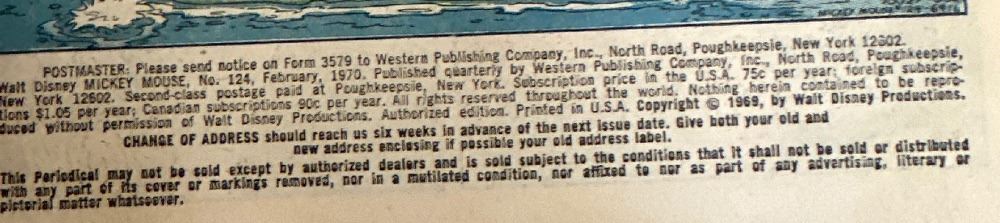 POSTMASTER: Please send notice on Form 3579 to Western Publishing Company, Inc., North Road, Poughkeepsie, New York 12602.
Walt Disney MICKEY MOUSE, No. 124, February, 1970. Published quarterly by Western Publishing Company, Inc., North Road, Poughkeepsie,
New York 12602. Second-class postage paid at Poughkeepsie, New York. Subscription price in the U.S.A. 75c per year; foreign subscrip-
tions $1.05 per year; Canadian subscriptions 90c per year. All rights reserved throughout the world. Nothing herein contained to be repro-
duced without permission of Walt Disney Productions. Authorized edition. Printed in U.S.A. Copyright © 1969, by Walt Disney Productions.
CHANGE OF ADDRESS should reach us six weeks in advance of the next issue date. Give both your old and
new address enclosing if possible your old address label.
This Periodical may not be sold except by authorized dealers and is sold subject to the conditions that it shall not be sold or distributed
with any part of its cover or markings removed, nor in a mutilated condition, nor affixed to nor as part of any advertising, literary or
pictorial matter whatsoever.